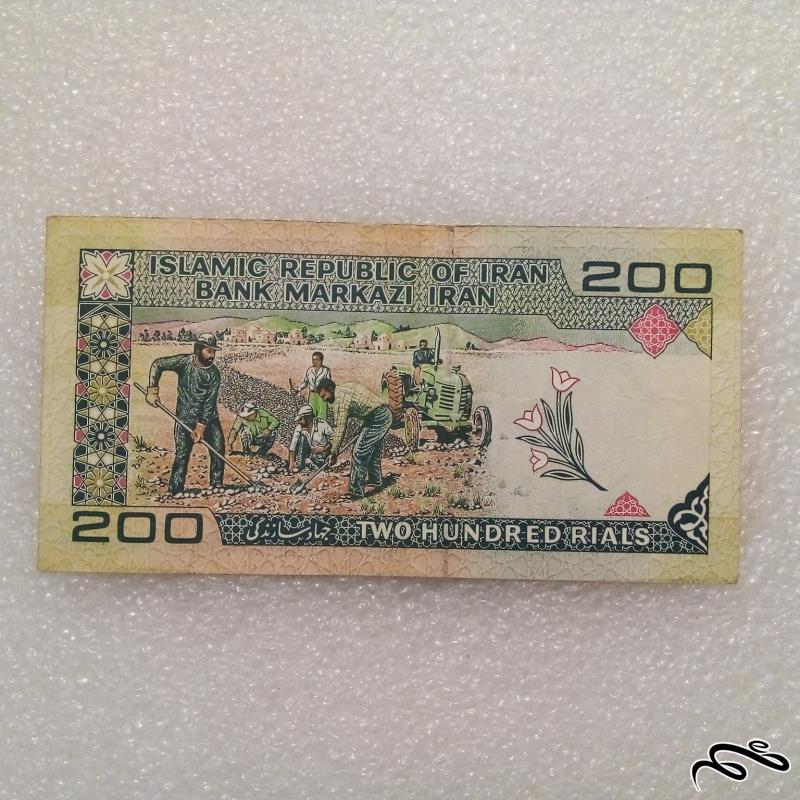 ISLAMIC REPUBLIC OF IRAN
200
BANK MARKAZI IRAN
200
جهاد سازندگی
TWO HUNDRED RIALS